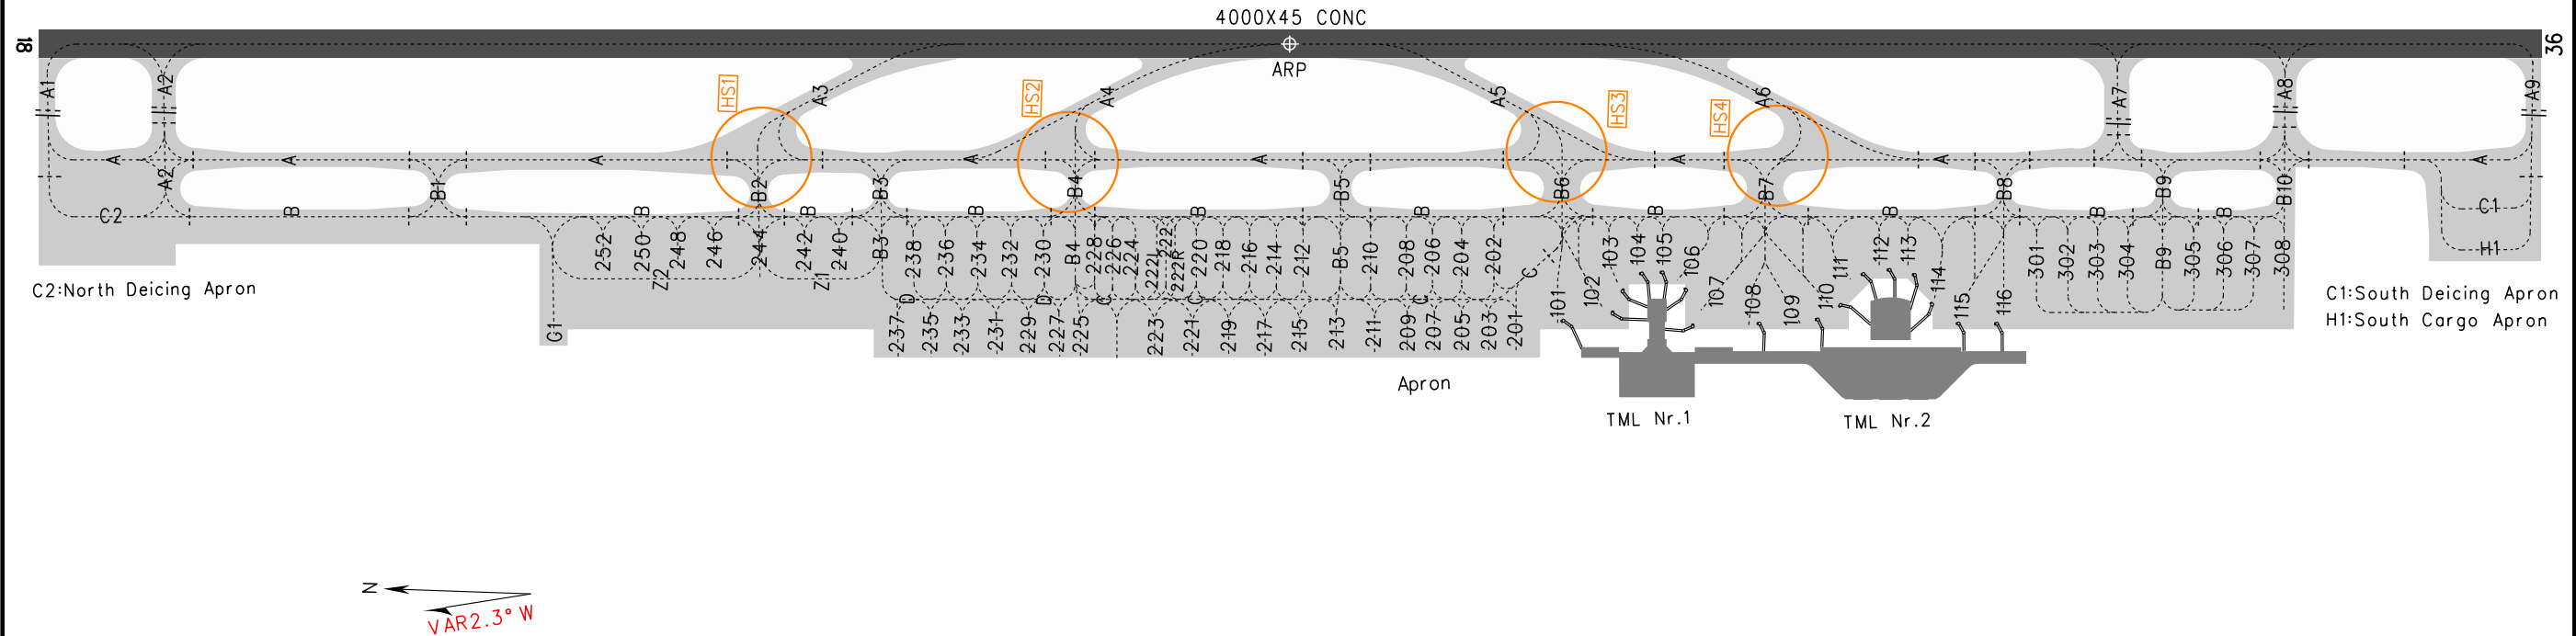 4000X45 CONC
18
36
ARP
A1
A2
HS1
A3
HS2
A4
A5
HS3
HS4
A6
A7
A8
A9
A
A
A
A
A
A
A
A
A2
B1
B2
B3
B4
B5
B6
B7
B8
B9
B10
C2
B
B
B
B
B
B
B
B
B
B
C1
H1
252
250
248
246
244
242
240
B3
238
236
234
232
230
B4
228
226
224
222L
222
222R
220
218
216
214
212
B5
210
208
206
204
202
C
101
102
103
104
105
106
107
108
109
110
111
112
113
114
115
116
301
302
303
304
B9
305
306
307
308
Z2
Z1
D
D
C
C
C
G1
237
235
233
231
229
227
225
223
221
219
217
215
213
211
209
207
205
203
201
C2:North Deicing Apron
C1:South Deicing Apron
H1:South Cargo Apron
Apron
TML Nr.1
TML Nr.2
N
VAR2.3° W